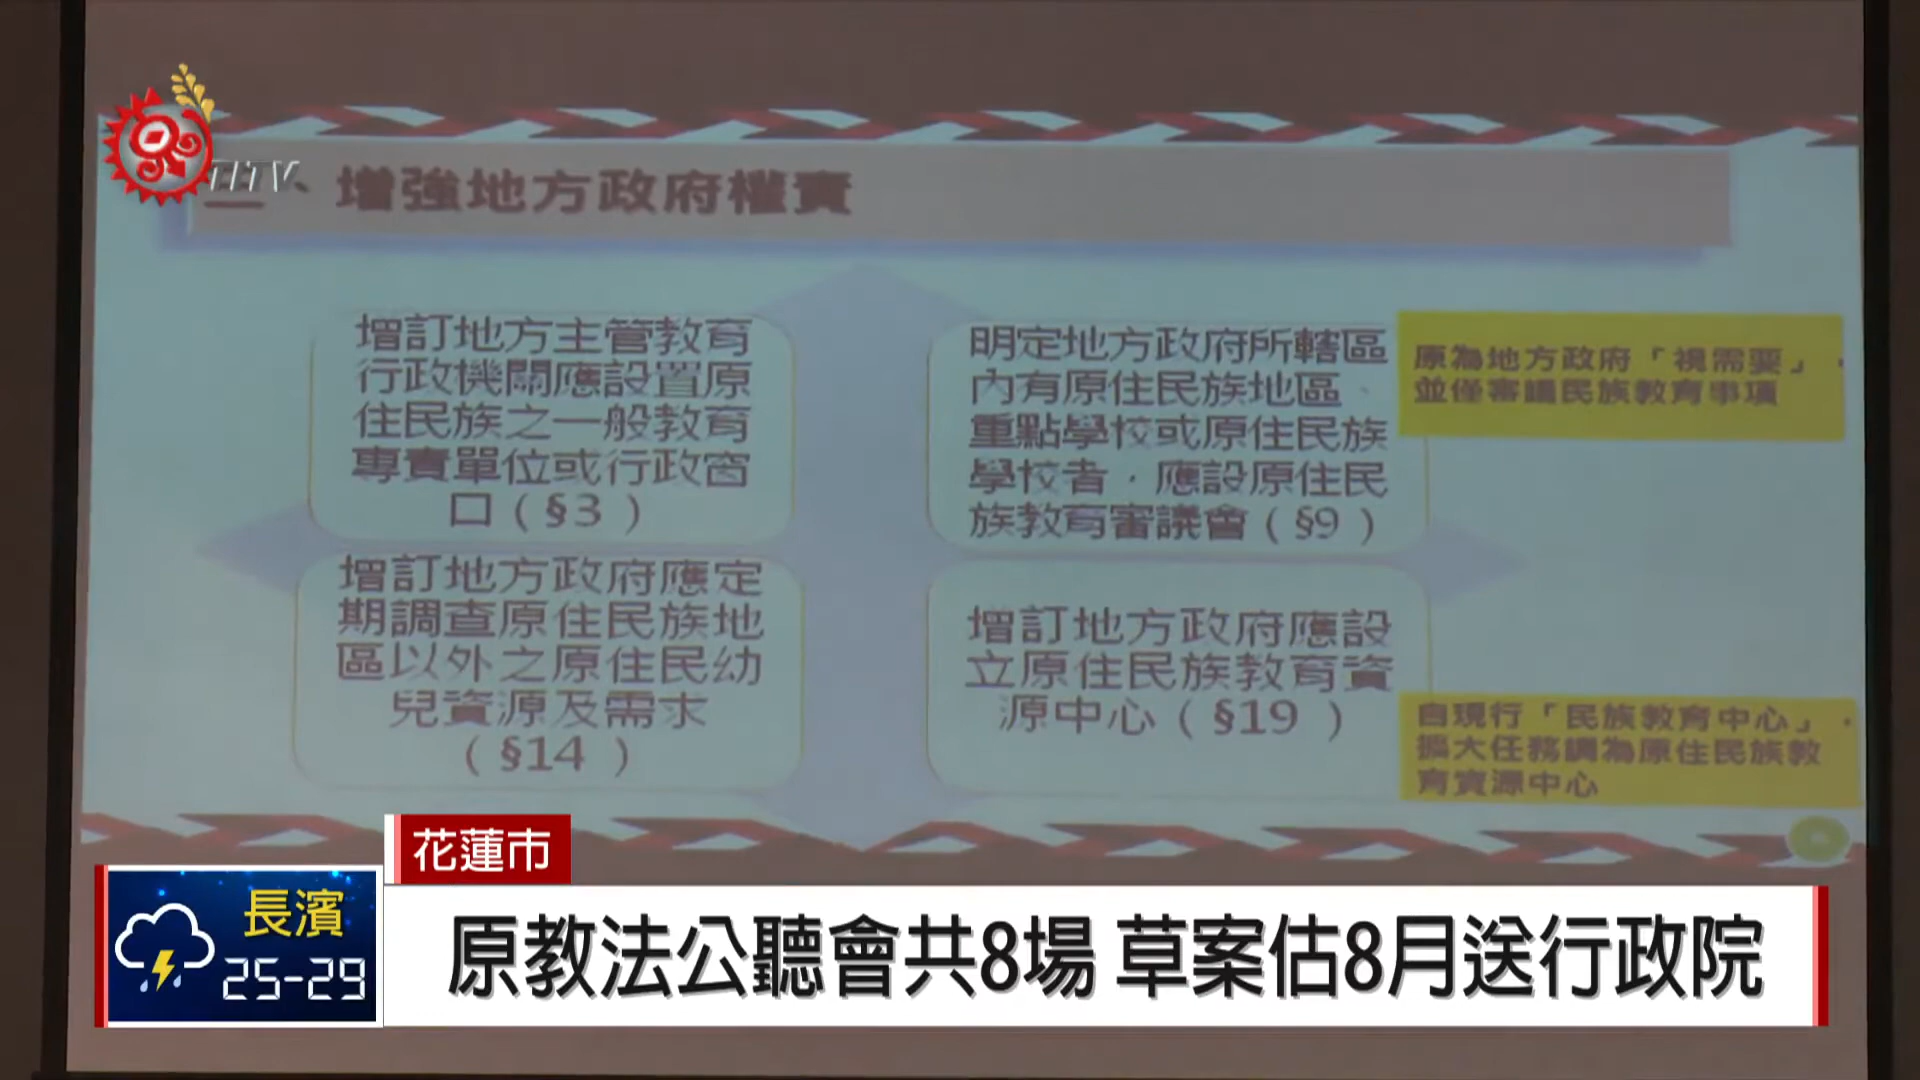 TITV
二、增強地方政府權責
增訂地方主管教育
行政機關應設置原
住民族之一般教育
專責單位或行政窗
口(§3)
明定地方政府所轄區
內有原住民族地區、
重點學校或原住民族
學校者,應設原住民
族教育審議會(§9)
原為地方政府「視需要」,
並僅審議民族教育事項
增訂地方政府應定
期調查原住民族地
區以外之原住民幼
兒資源及需求
(§14)
增訂地方政府應設
立原住民族教育資
源中心(§19)
自現行「民族教育中心」,
擴大任務調為原住民族教
育資源中心
花蓮市
長濱
25-29
原教法公聽會共8場 草案估8月送行政院